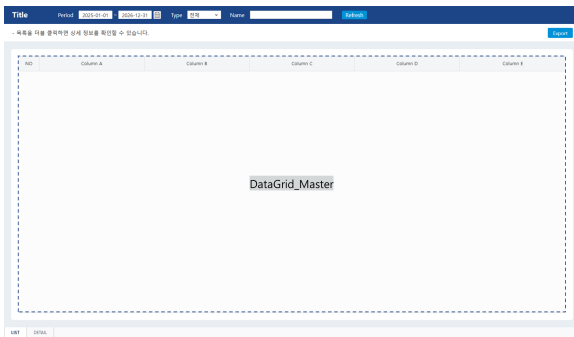 Title Period 2025-01-01 - 2026-12-31 Type 전체 Name Refresh
- 목록을 더블 클릭하면 상세 정보를 확인할 수 있습니다. Export
NO Column A Column B Column C Column D Column E
DataGrid_Master
LIST DETAIL